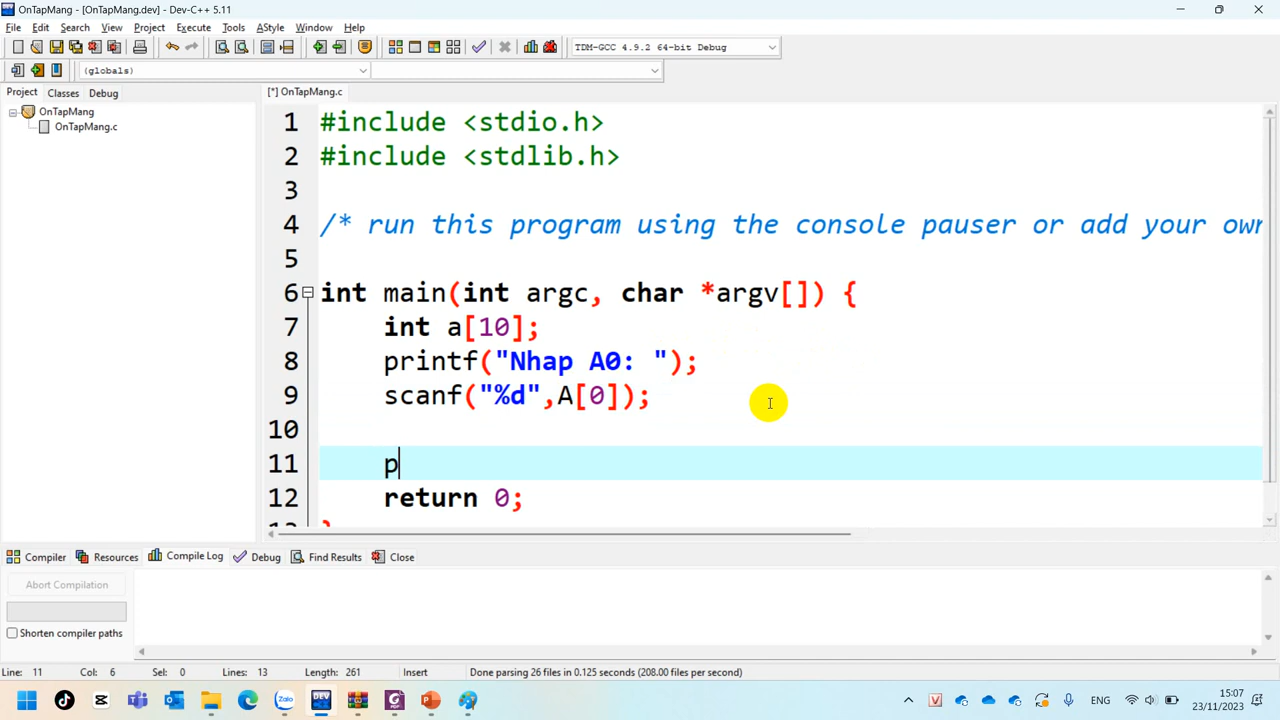 OnTapMang - [OnTapMang.dev] - Dev-C++ 5.11
File Edit Search View Project Execute Tools AStyle Window Help
TDM-GCC 4.9.2 64-bit Debug
(globals)
Project Classes Debug [*] OnTapMang.c
OnTapMang
OnTapMang.c
1 #include <stdio.h>
2 #include <stdlib.h>
3
4 /* run this program using the console pauser or add your own
5
6 int main(int argc, char *argv[]) {
7 int a[10];
8 printf("Nhap A0: ");
9 scanf("%d",A[0]);
10
11 p
12 return 0;
13 }
Compiler Resources Compile Log Debug Find Results Close
Abort Compilation
Shorten compiler paths
Line: 11 Col: 6 Sel: 0 Lines: 13 Length: 261 Insert Done parsing 26 files in 0.125 seconds (208.00 files per second)
DEV
V
ENG
15:07
23/11/2023